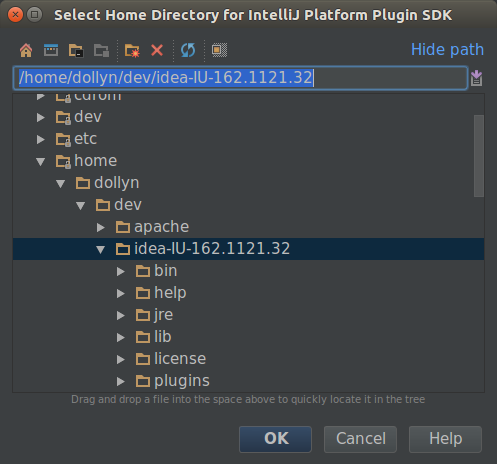 Select Home Directory for IntelliJ Platform Plugin SDK
Hide path
/home/dollyn/dev/idea-IU-162.1121.32
cdrom
dev
etc
home
dollyn
dev
apache
idea-IU-162.1121.32
bin
help
jre
lib
license
plugins
Drag and drop a file into the space above to quickly locate it in the tree
OK
Cancel
Help